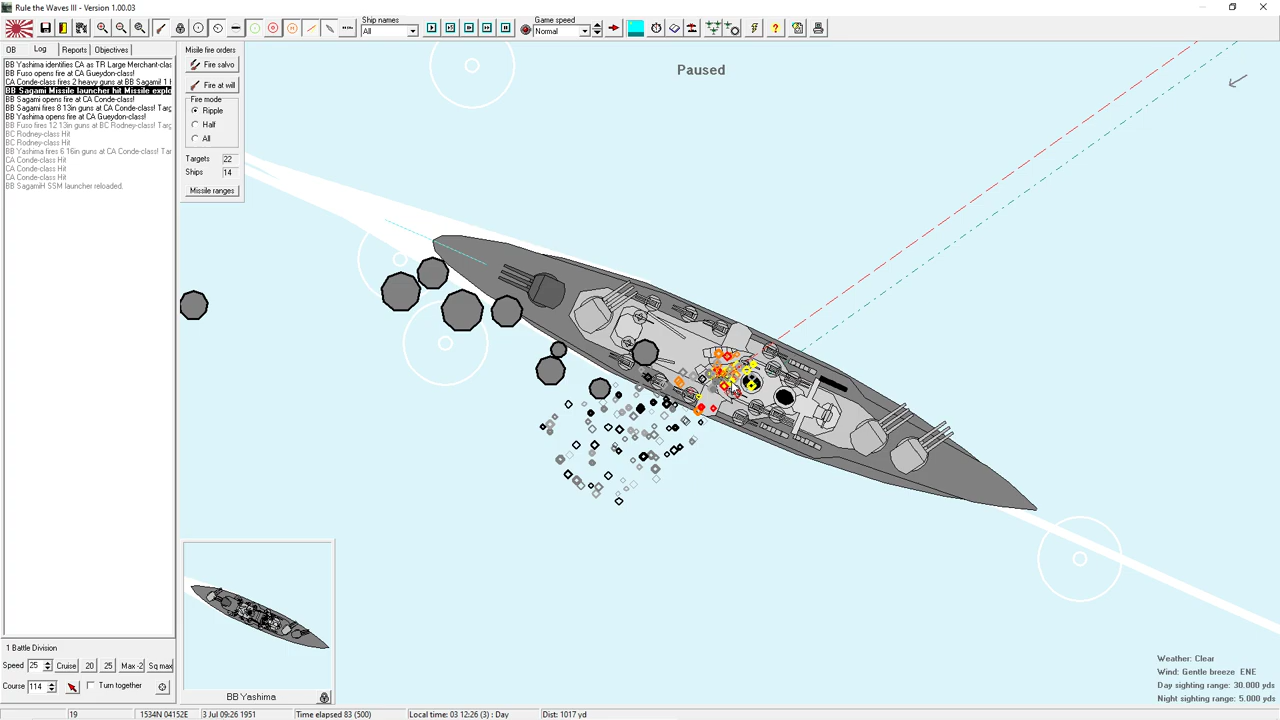 Rule the Waves III - Version 1.00.03
Ship names
All
Game speed
Normal
OB Log Reports Objectives
BB Yashima identifies CA as TR Large Merchant-clas
BB Fuso opens fire at CA Gueydon-class!
CA Conde-class fires 2 heavy guns at BB Sagami! 1 h
BB Sagami Missile launcher hit Missile explo
BB Sagami opens fire at CA Conde-class!
BB Sagami fires 8 13in guns at CA Conde-class! Targ
BB Yashima opens fire at CA Gueydon-class!
BB Fuso fires 12 13in guns at BC Rodney-class! Targ
BC Rodney-class Hit
BC Rodney-class Hit
BB Yashima fires 6 16in guns at CA Conde-class! Tar
CA Conde-class Hit
CA Conde-class Hit
CA Conde-class Hit
BB SagamiH SSM launcher reloaded.
Misile fire orders
Fire salvo
Fire at will
Fire mode
Ripple
Half
All
Targets 22
Ships 14
Missile ranges
Paused
BB Yashima
1 Battle Division
Speed 25 Cruise 20 25 Max -2 Sq max
Course 114 Turn together
Weather: Clear
Wind: Gentle breeze ENE
Day sighting range: 30.000 yds
Night sighting range: 5.000 yds
19 1534N 04152E 3 Jul 09:26 1951 Time elapsed 83 (500) Local time: 03 12:26 (3) : Day Dist: 1017 yd